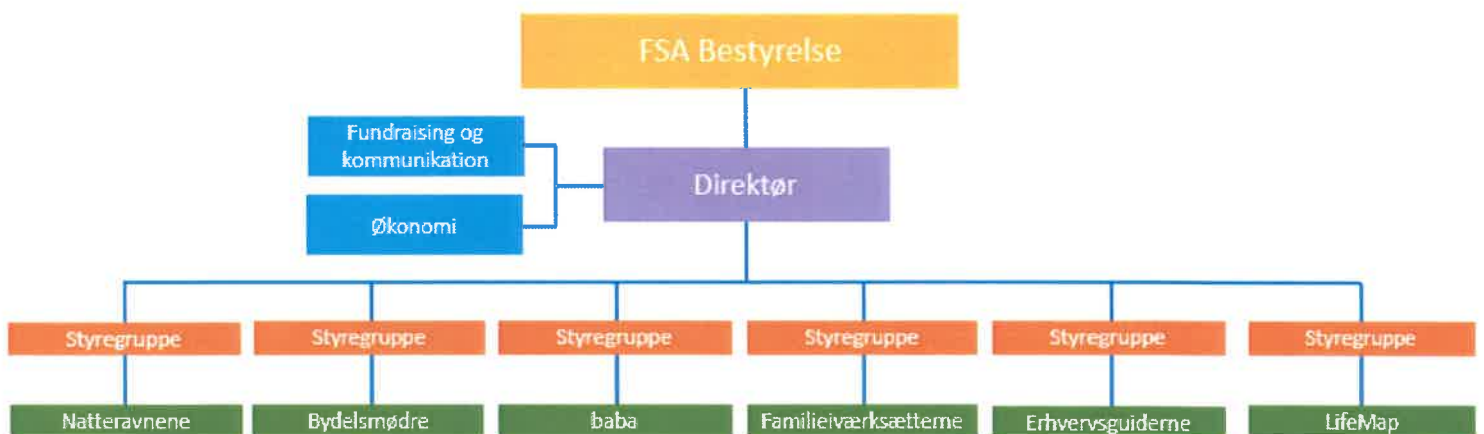 FSA Bestyrelse
Fundraising og
kommunikation
Direktør
Økonomi
Styregruppe
Styregruppe
Styregruppe
Styregruppe
Styregruppe
Styregruppe
Natteravnene
Bydelsmødre
baba
Familieiværksætterne
Erhvervsguiderne
LifeMap